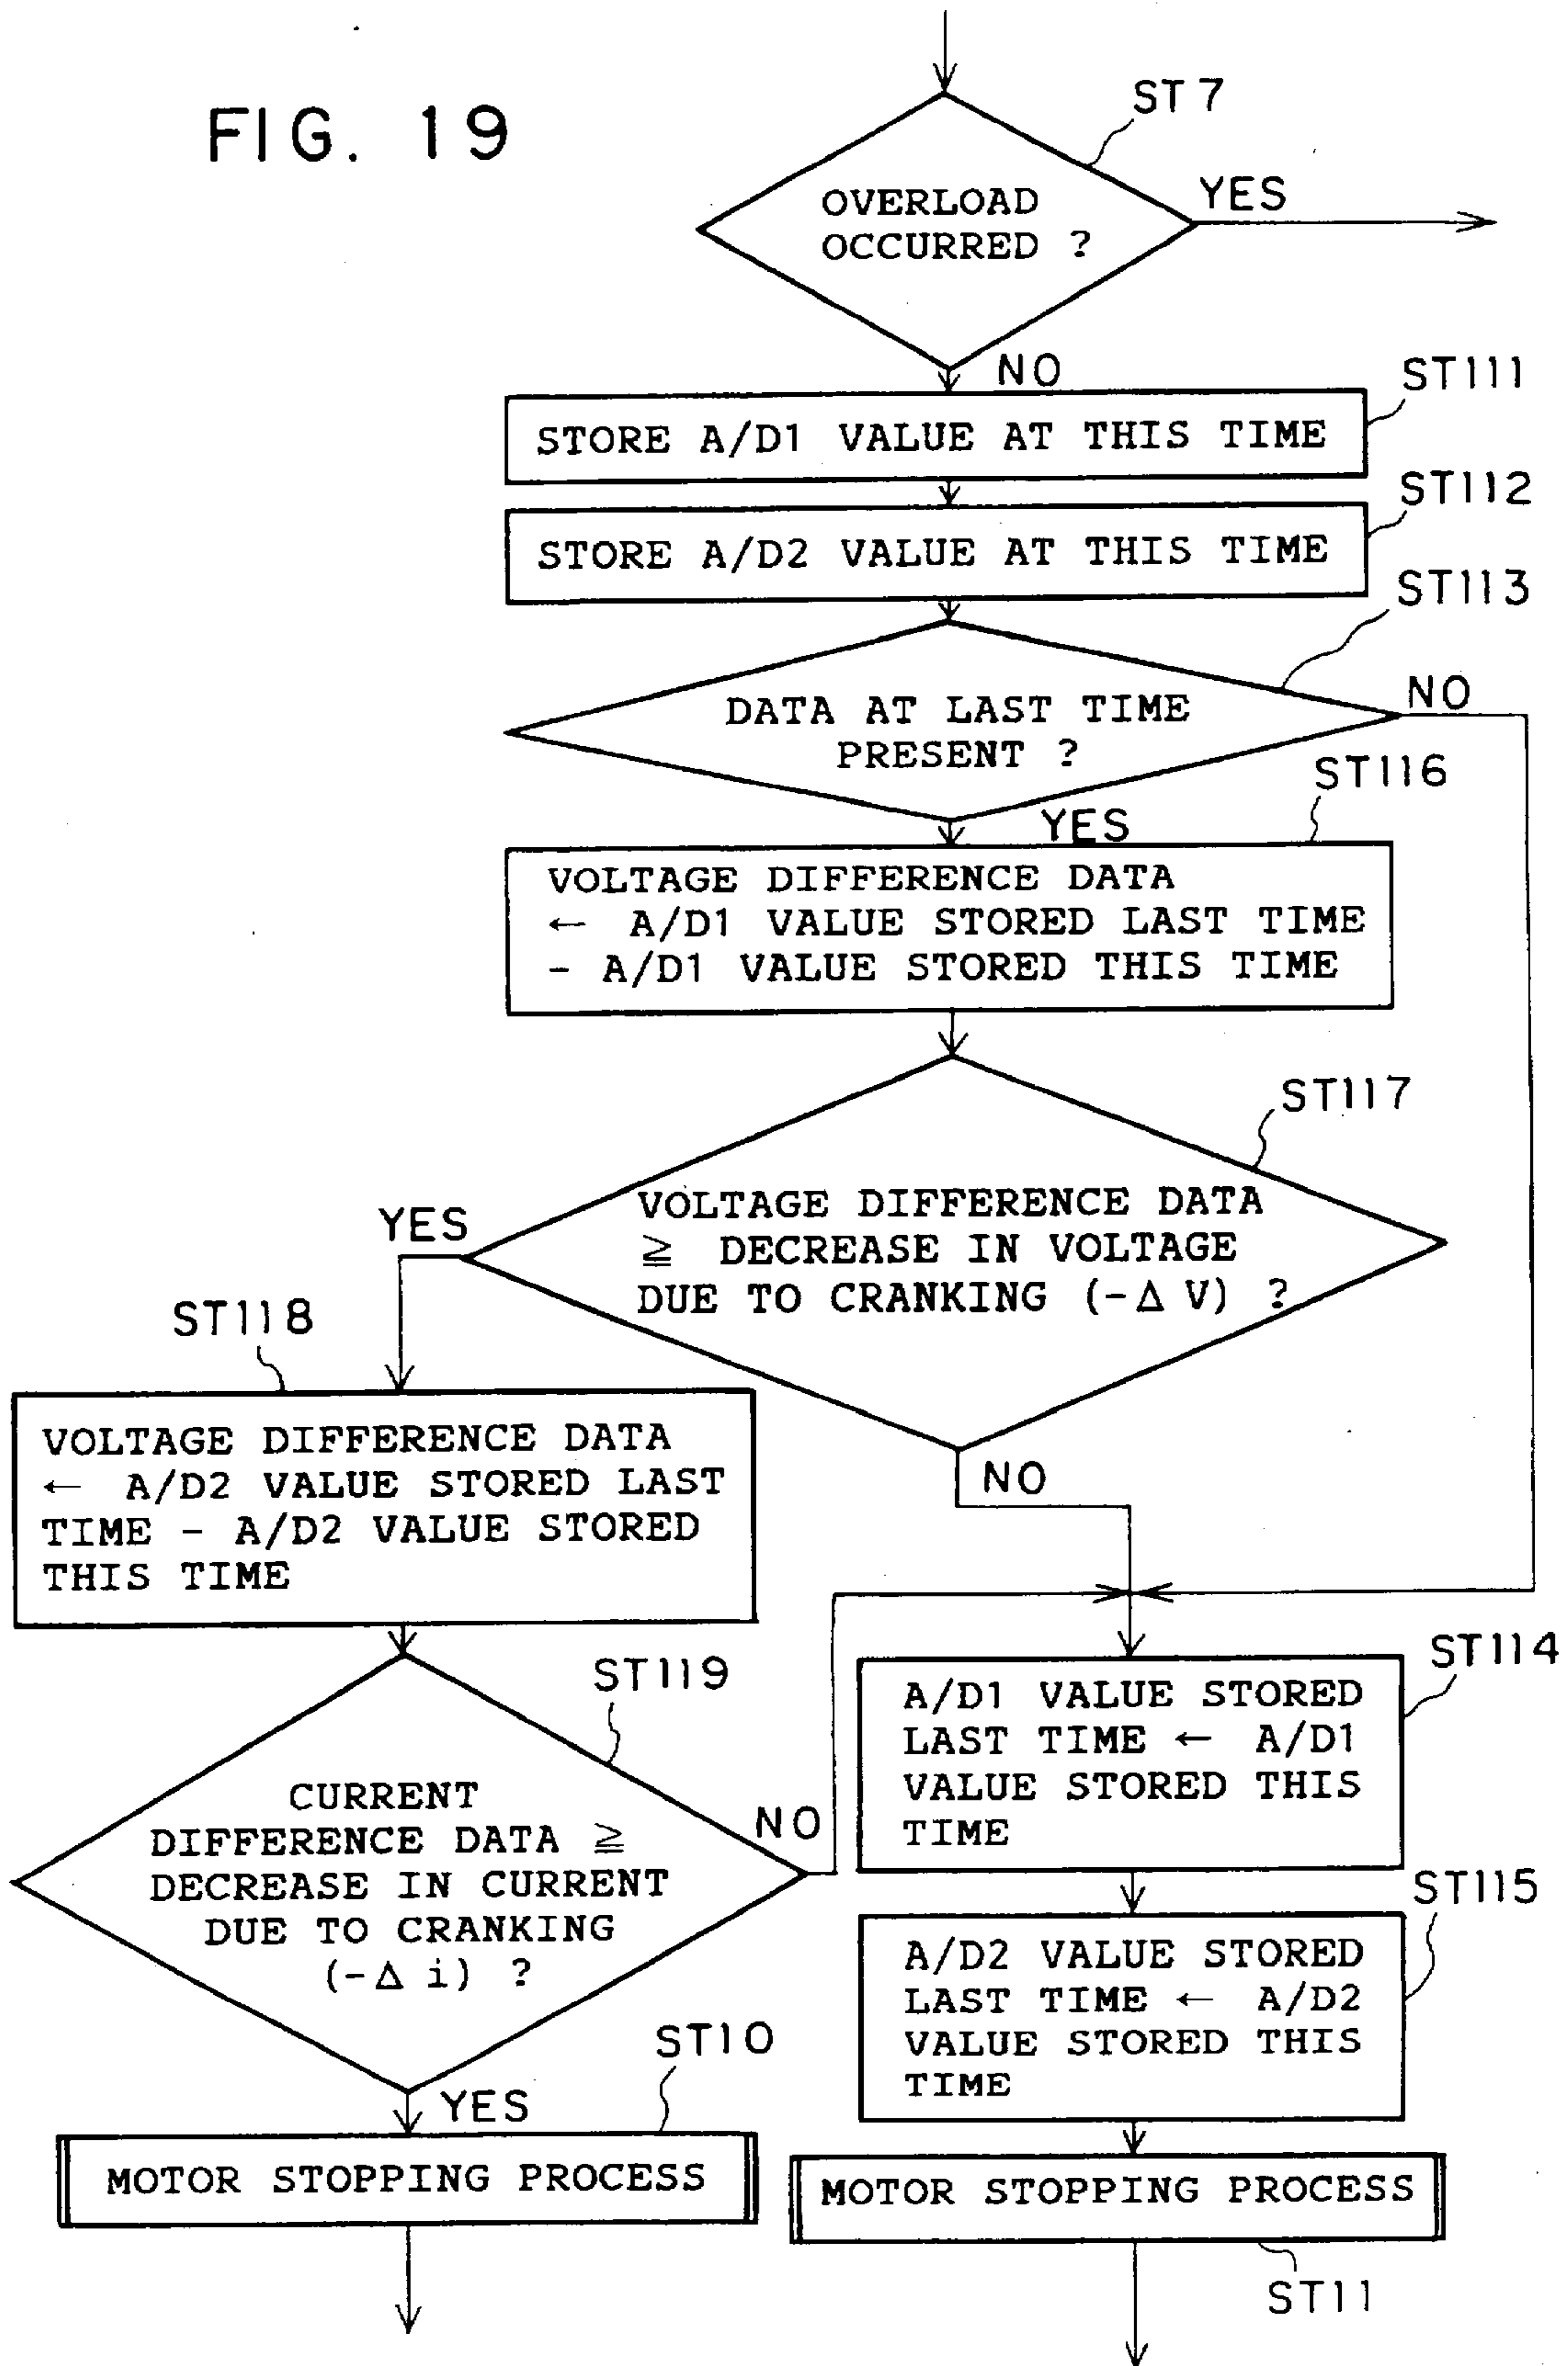 FIG. 19
ST7
OVERLOAD
OCCURRED ?
YES
NO
ST111
STORE A/D1 VALUE AT THIS TIME
ST112
STORE A/D2 VALUE AT THIS TIME
ST113
DATA AT LAST TIME
PRESENT ?
NO
YES
ST116
VOLTAGE DIFFERENCE DATA
← A/D1 VALUE STORED LAST TIME
- A/D1 VALUE STORED THIS TIME
ST117
VOLTAGE DIFFERENCE DATA
≧ DECREASE IN VOLTAGE
DUE TO CRANKING (-Δ V) ?
YES
NO
ST118
VOLTAGE DIFFERENCE DATA
← A/D2 VALUE STORED LAST
TIME - A/D2 VALUE STORED
THIS TIME
ST119
CURRENT
DIFFERENCE DATA ≧
DECREASE IN CURRENT
DUE TO CRANKING
(-Δ i) ?
NO
YES
ST114
A/D1 VALUE STORED
LAST TIME ← A/D1
VALUE STORED THIS
TIME
ST115
A/D2 VALUE STORED
LAST TIME ← A/D2
VALUE STORED THIS
TIME
ST10
MOTOR STOPPING PROCESS
MOTOR STOPPING PROCESS
ST11